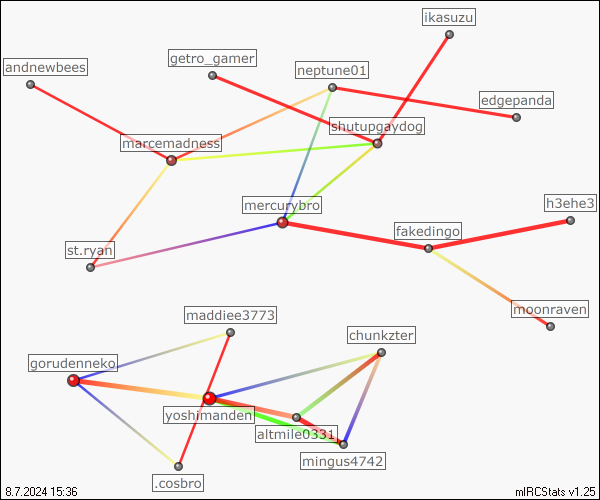 ikasuzu
getro_gamer
andnewbees
neptune01
edgepanda
shutupgaydog
marcemadness
mercurybro
h3ehe3
fakedingo
st.ryan
moonraven
maddiee3773
chunkzter
gorudenneko
yoshimanden
altmile0331
mingus4742
.cosbro
8.7.2024 15:36
mIRCStats v1.25